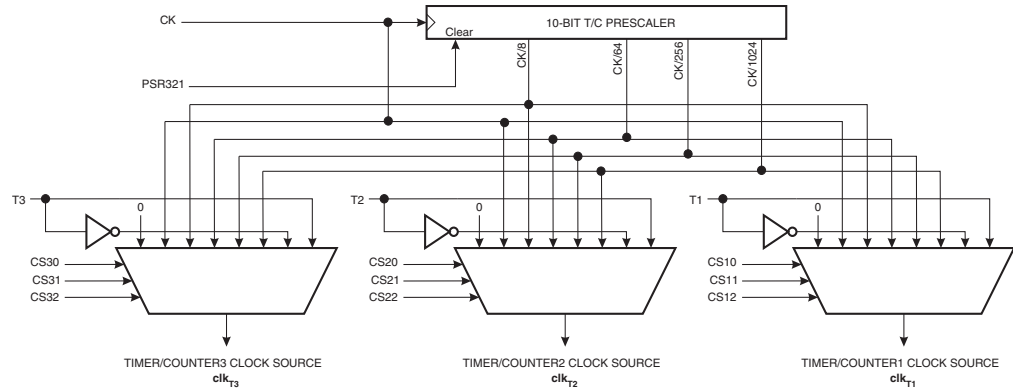 CK
10-BIT T/C PRESCALER
Clear
CK/8
CK/64
CK/256
CK/1024
PSR321
T3
0
T2
0
T1
0
CS30
CS31
CS32
CS20
CS21
CS22
CS10
CS11
CS12
TIMER/COUNTER3 CLOCK SOURCE
clkT3
TIMER/COUNTER2 CLOCK SOURCE
clkT2
TIMER/COUNTER1 CLOCK SOURCE
clkT1